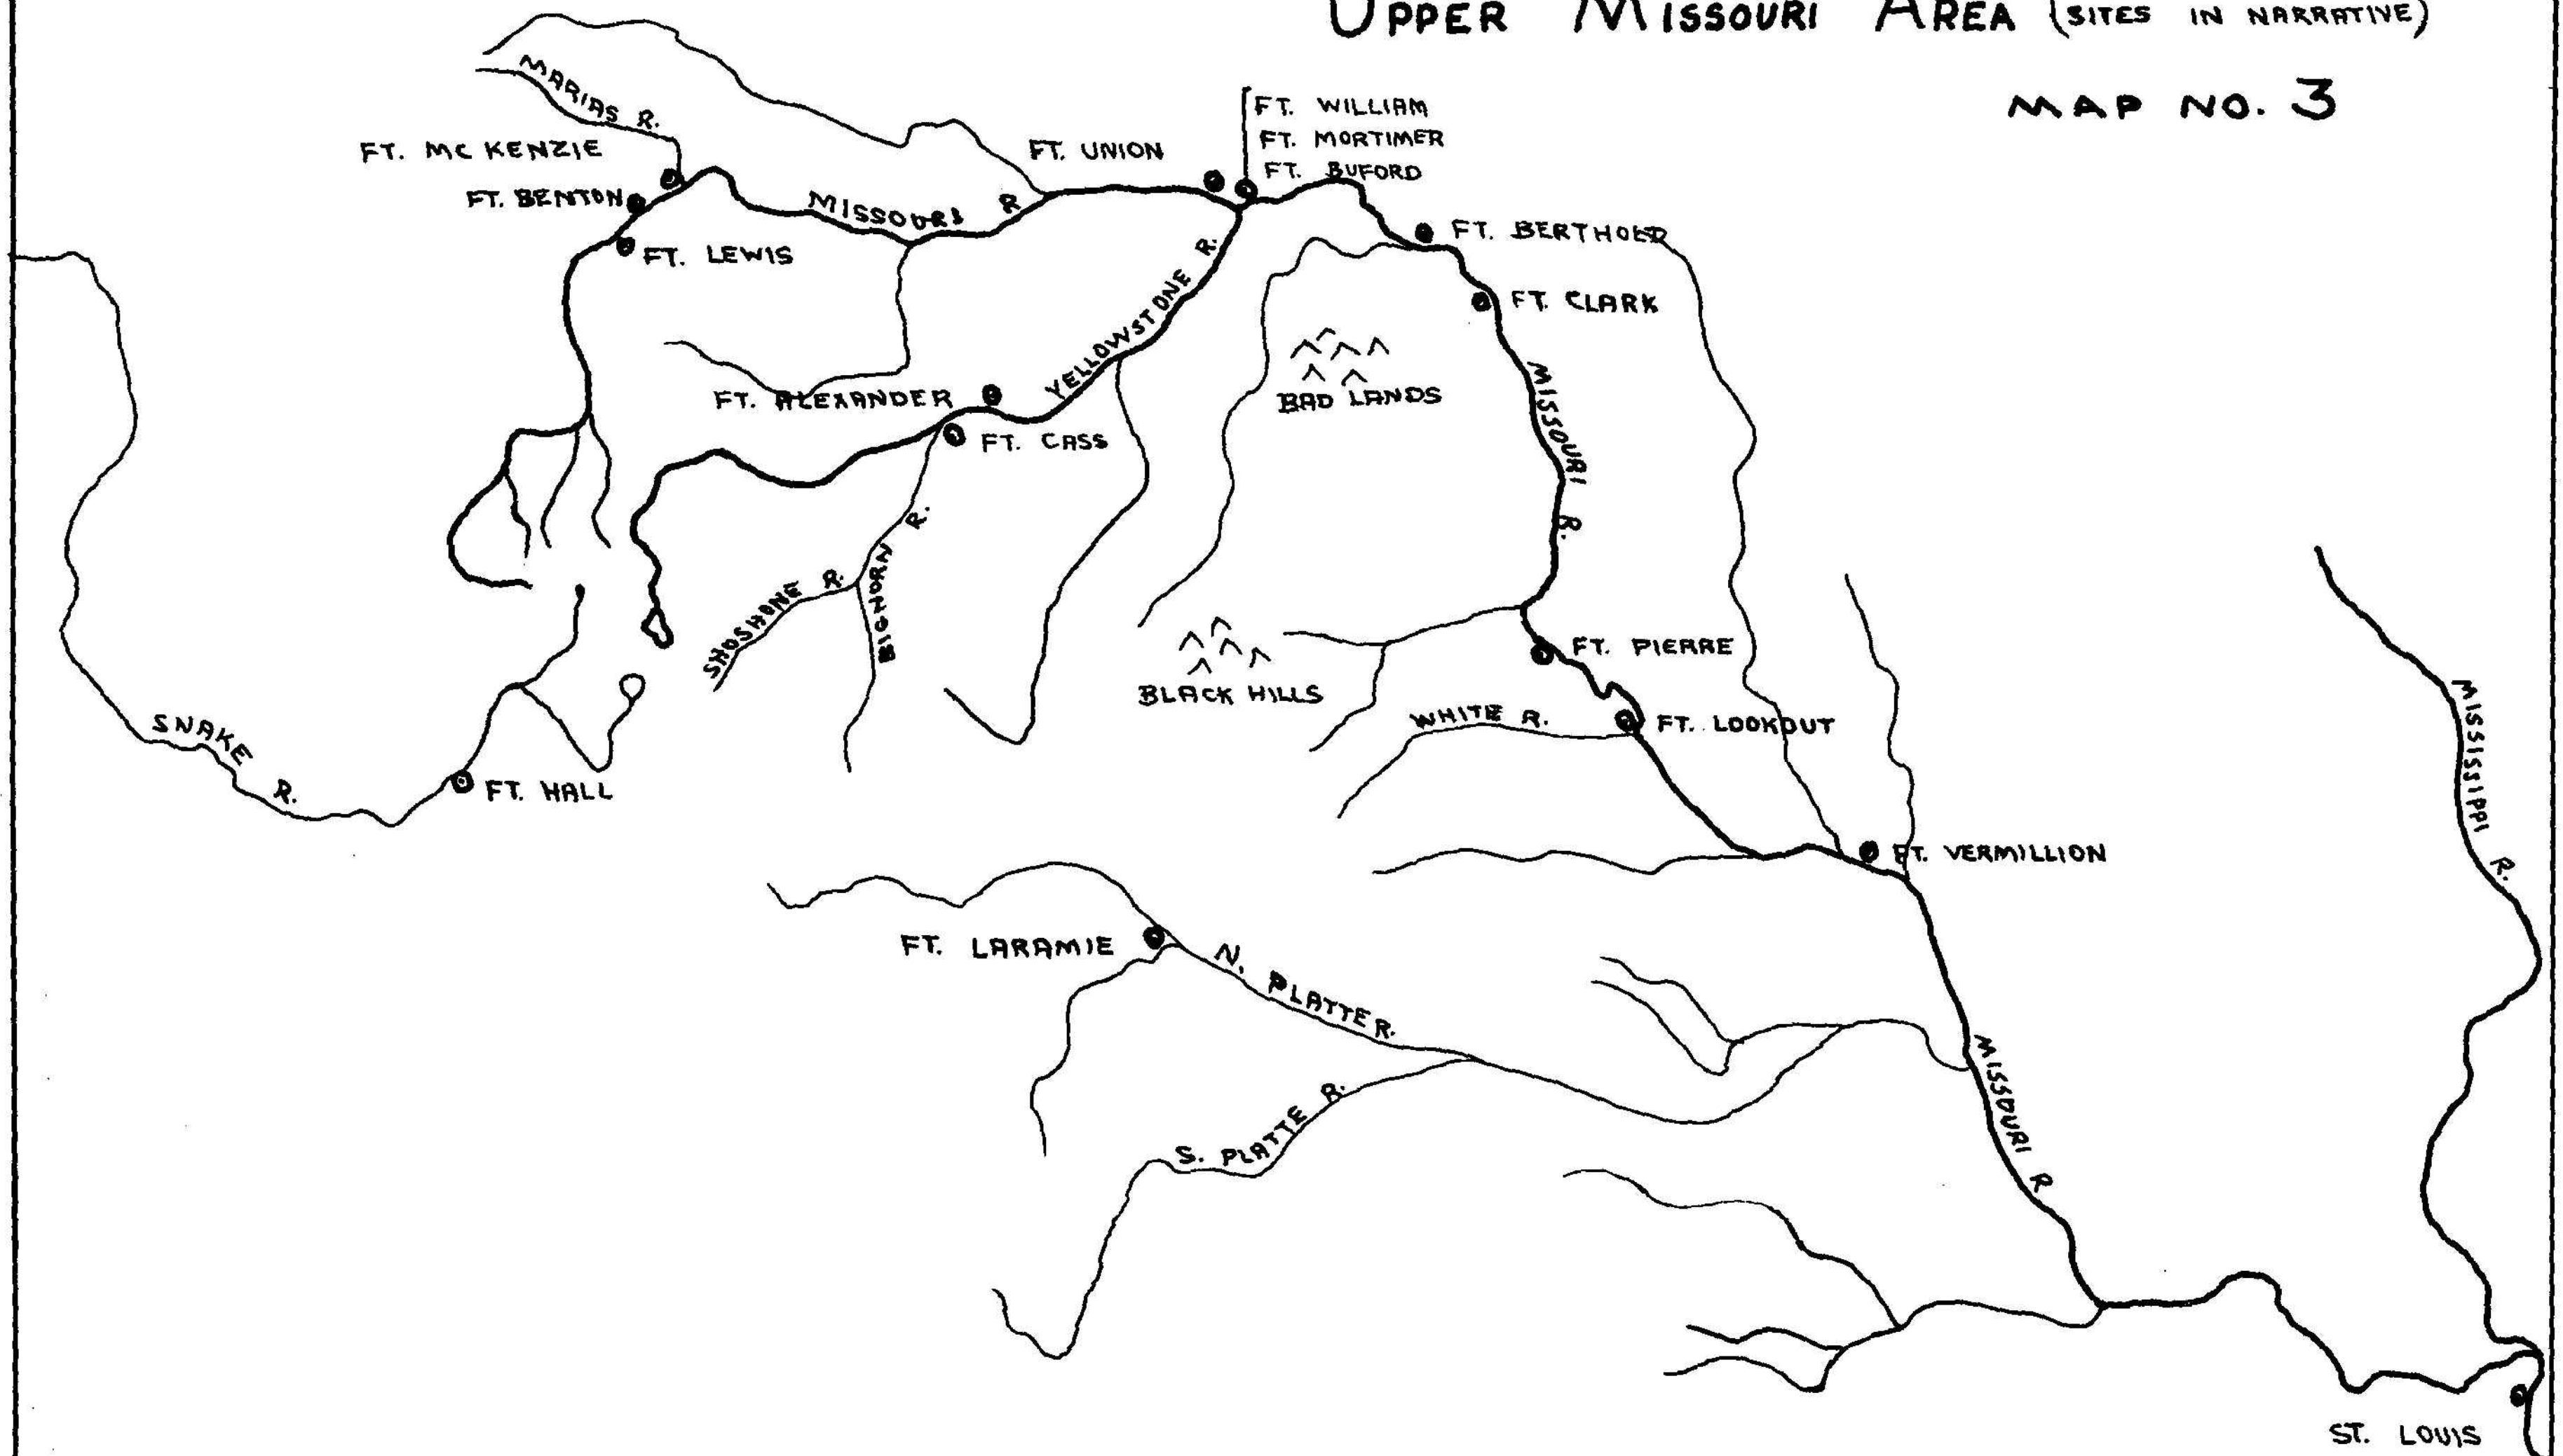 UPPER MISSOURI AREA (SITES IN NARRATIVE)
MAP NO. 3
MARIAS R.
FT. WILLIAM
FT. MORTIMER
FT. BUFORD
FT. MC KENZIE
FT. UNION
FT. BENTON
MISSOURI R
FT. LEWIS
FT. BERTHOLD
YELLOWSTONE R.
FT. CLARK
BAD LANDS
MISSOURI R.
FT. ALEXANDER
FT. CASS
SHOSHONE R.
BIGHORN R.
FT. PIERRE
BLACK HILLS
WHITE R.
FT. LOOKOUT
SNAKE R.
FT. HALL
MISSISSIPPI R.
FT. VERMILLION
FT. LARAMIE
N. PLATTE R.
S. PLATTE R.
MISSOURI R
ST. LOUIS